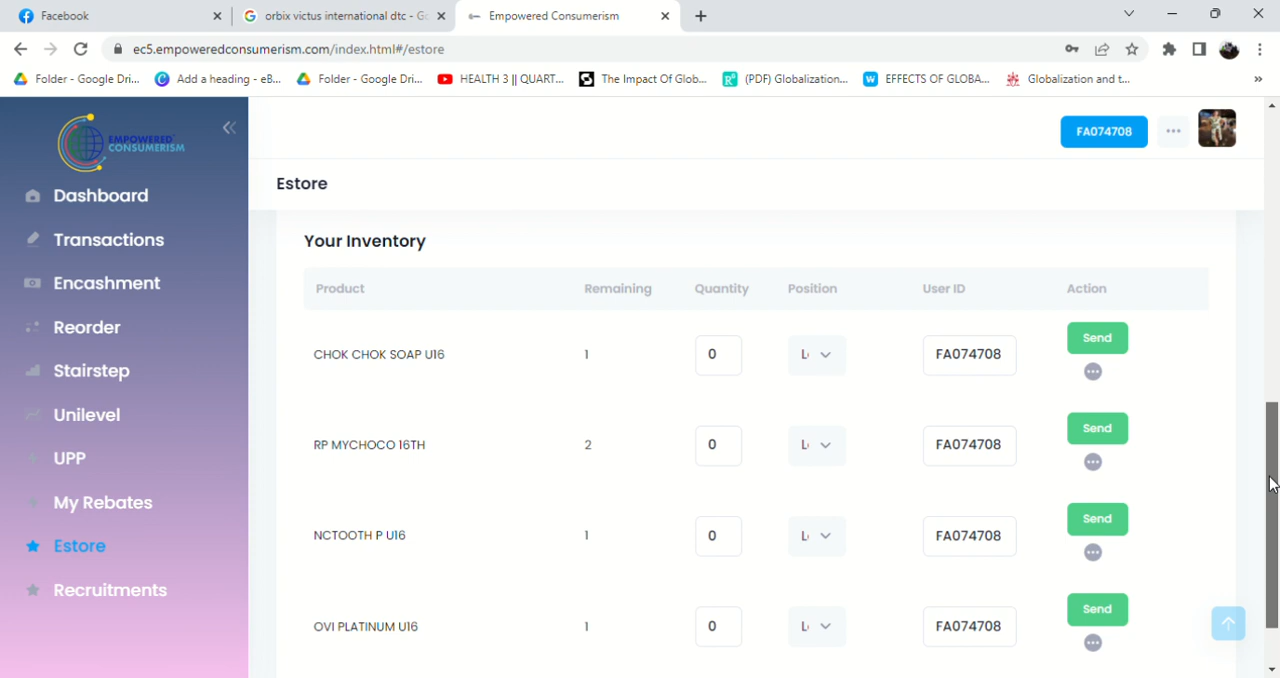 Facebook
orbix victus international dtc - Go
Empowered Consumerism
ec5.empoweredconsumerism.com/index.html#/estore
Folder - Google Dri...
Add a heading - eB...
Folder - Google Dri...
HEALTH 3 || QUART...
The Impact Of Glob...
(PDF) Globalization...
EFFECTS OF GLOBA...
Globalization and t...
EMPOWERED
CONSUMERISM
FA074708
Dashboard
Transactions
Encashment
Reorder
Stairstep
Unilevel
UPP
My Rebates
Estore
Recruitments
Estore
Your Inventory
Product Remaining Quantity Position User ID Action
CHOK CHOK SOAP U16 1 0 FA074708 Send
RP MYCHOCO 16TH 2 0 FA074708 Send
NCTOOTH P U16 1 0 FA074708 Send
OVI PLATINUM U16 1 0 FA074708 Send